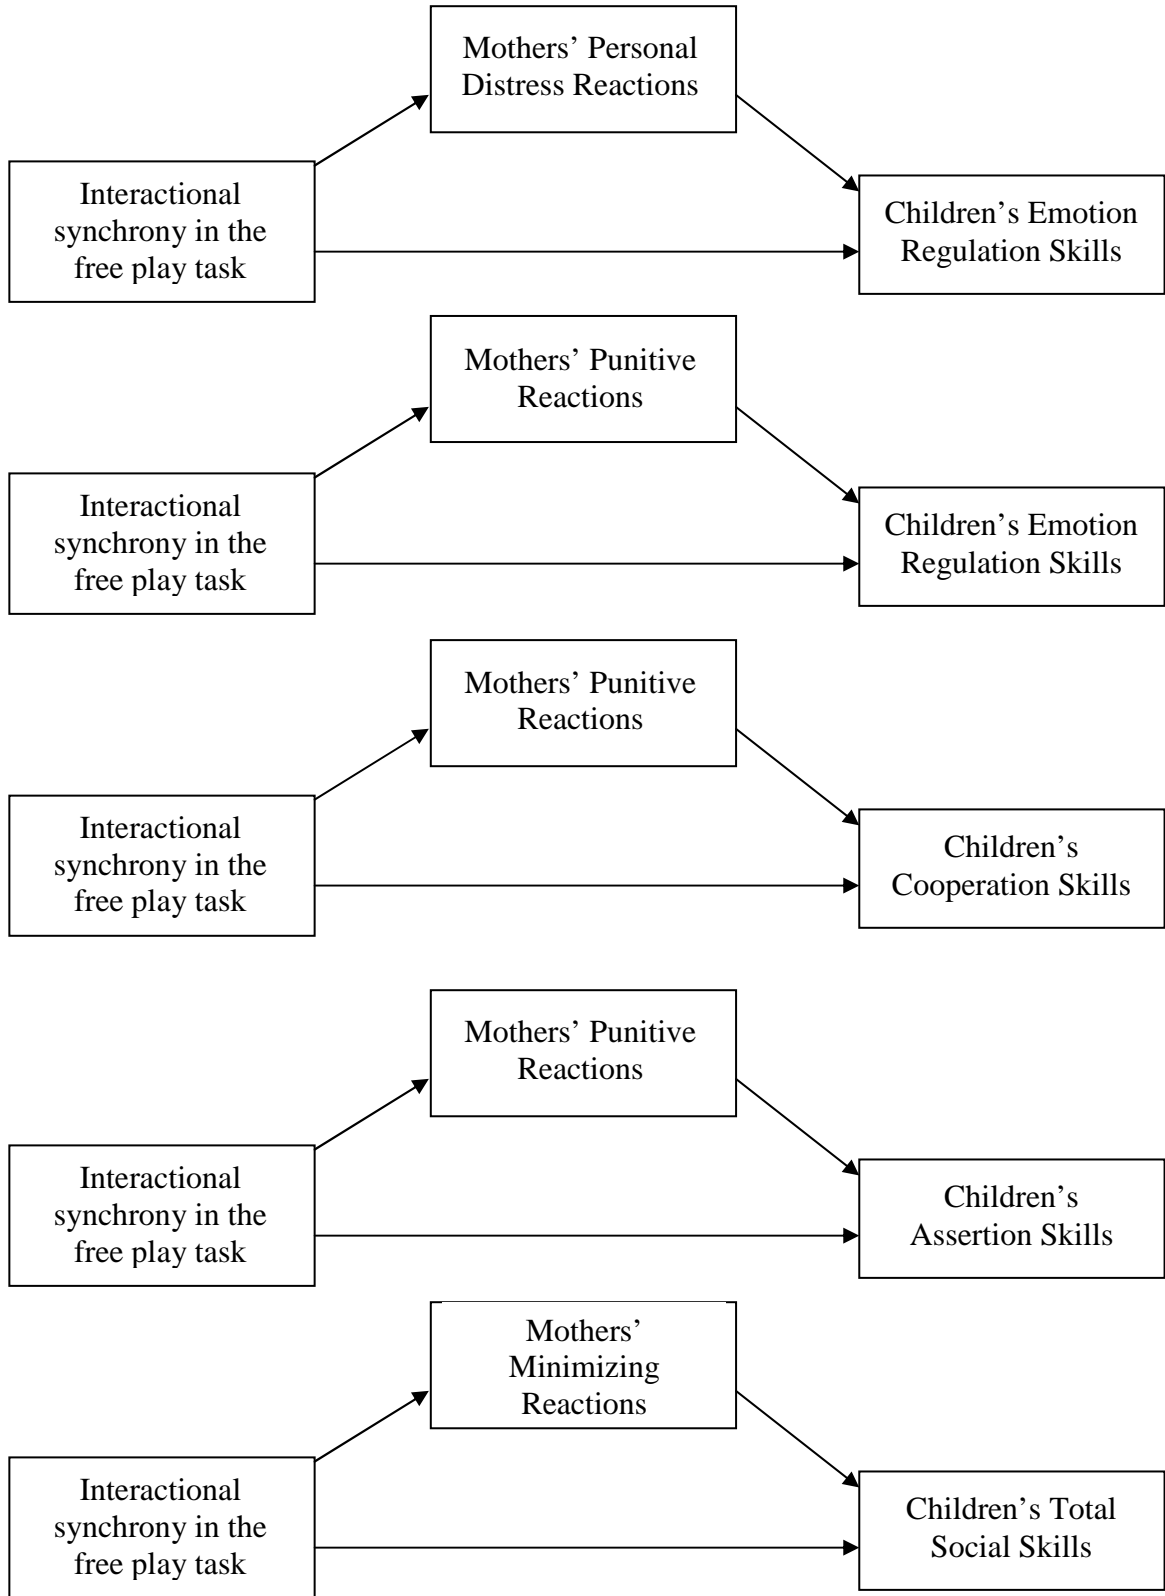 Mothers’ Personal
Distress Reactions
Interactional
synchrony in the
free play task
Children’s Emotion
Regulation Skills
Mothers’ Punitive
Reactions
Interactional
synchrony in the
free play task
Children’s Emotion
Regulation Skills
Mothers’ Punitive
Reactions
Interactional
synchrony in the
free play task
Children’s
Cooperation Skills
Mothers’ Punitive
Reactions
Interactional
synchrony in the
free play task
Children’s
Assertion Skills
Mothers’
Minimizing
Reactions
Interactional
synchrony in the
free play task
Children’s Total
Social Skills